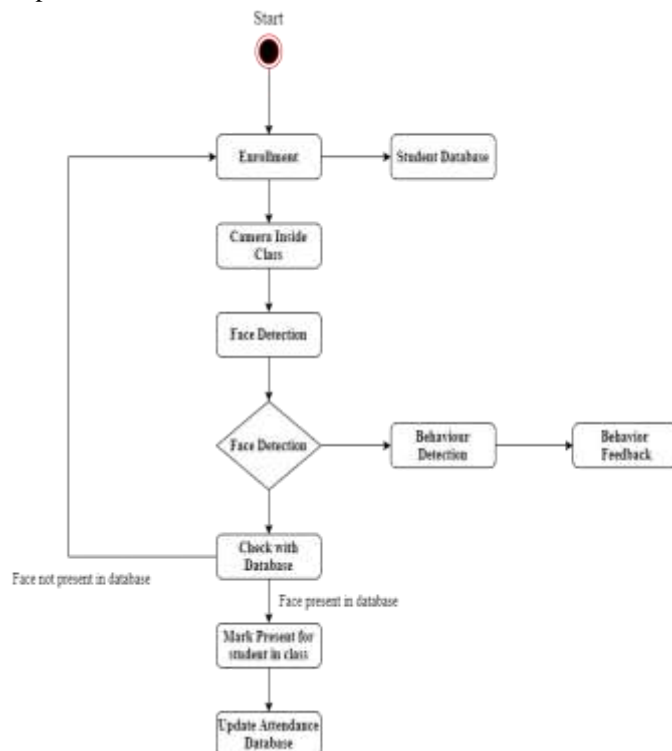 Start
Enrollment
Student Database
Camera Inside
Class
Face Detection
Face Detection
Behaviour
Detection
Behavior
Feedback
Check with
Database
Face not present in database
Face present in database
Mark Present for
student in class
Update Attendance
Database